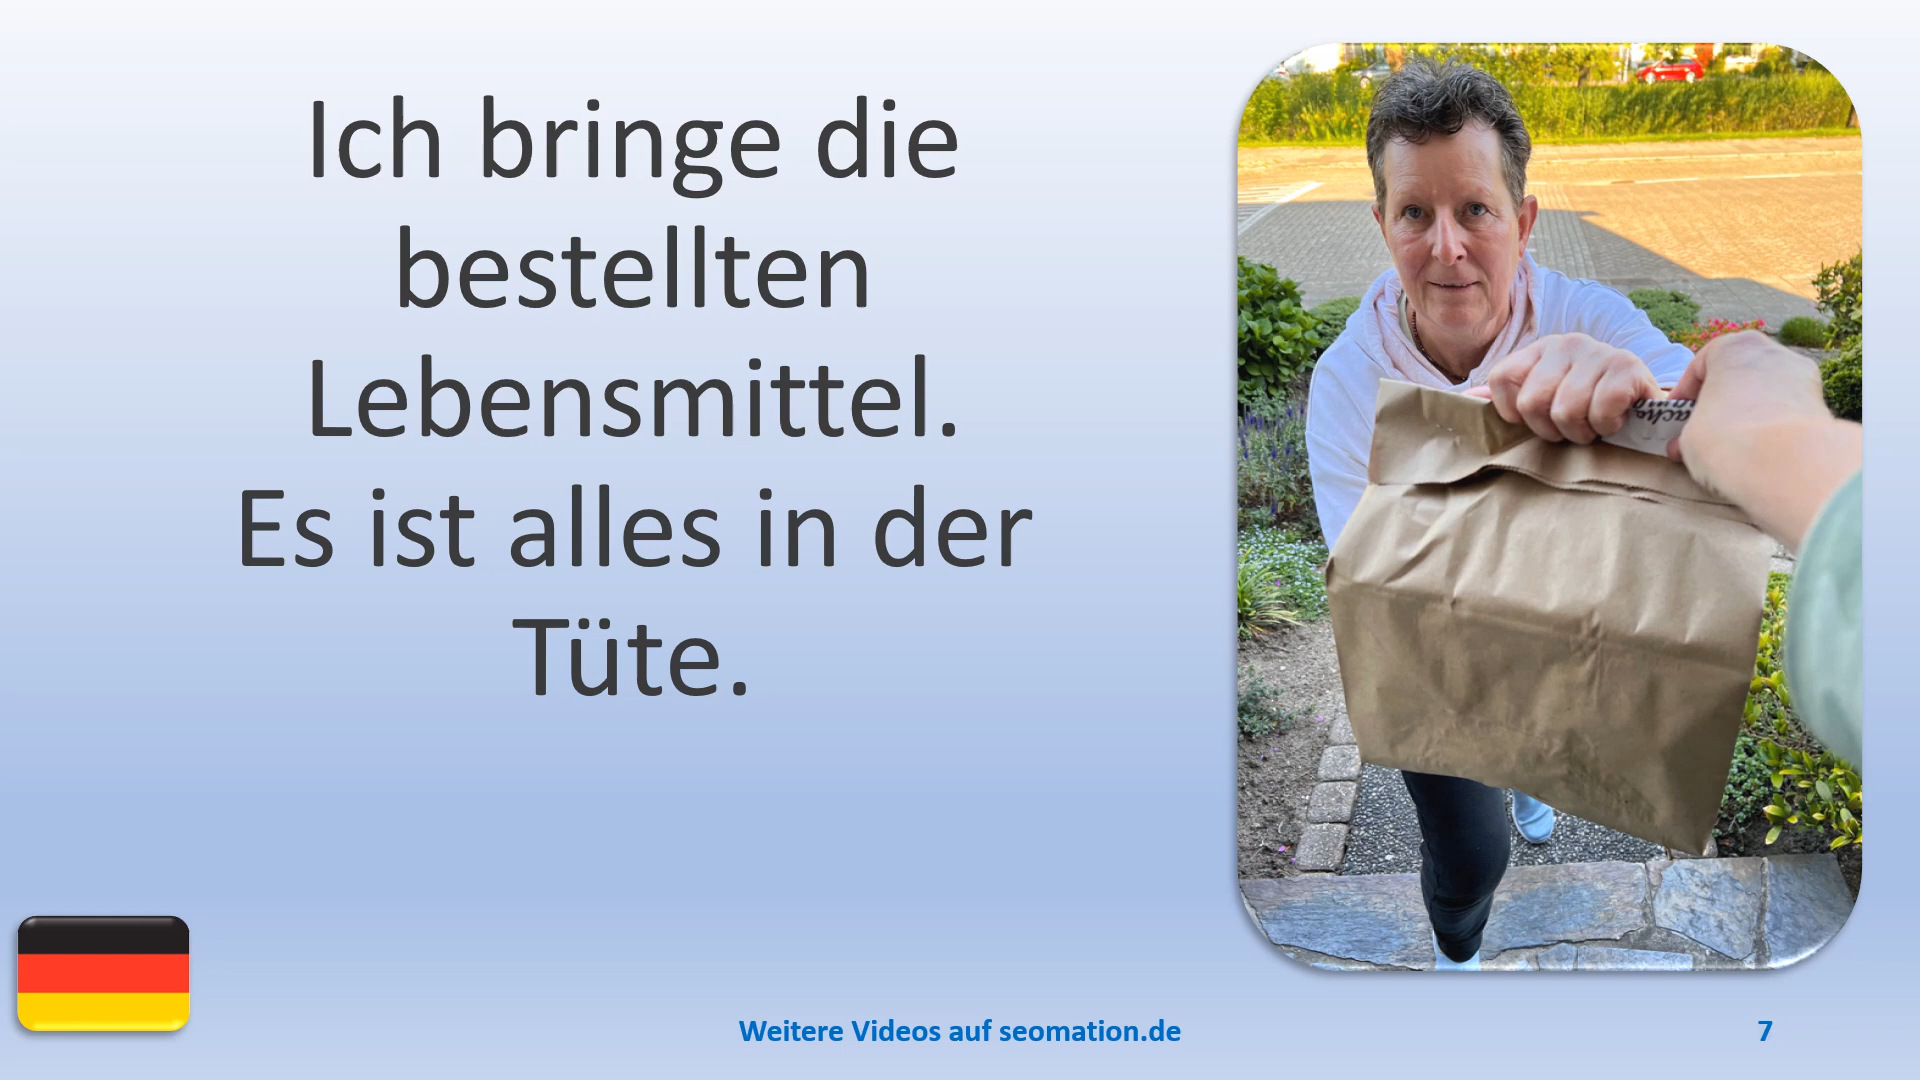 Ich bringe die
bestellten
Lebensmittel.
Es ist alles in der
Tüte.
Weitere Videos auf seomation.de
7